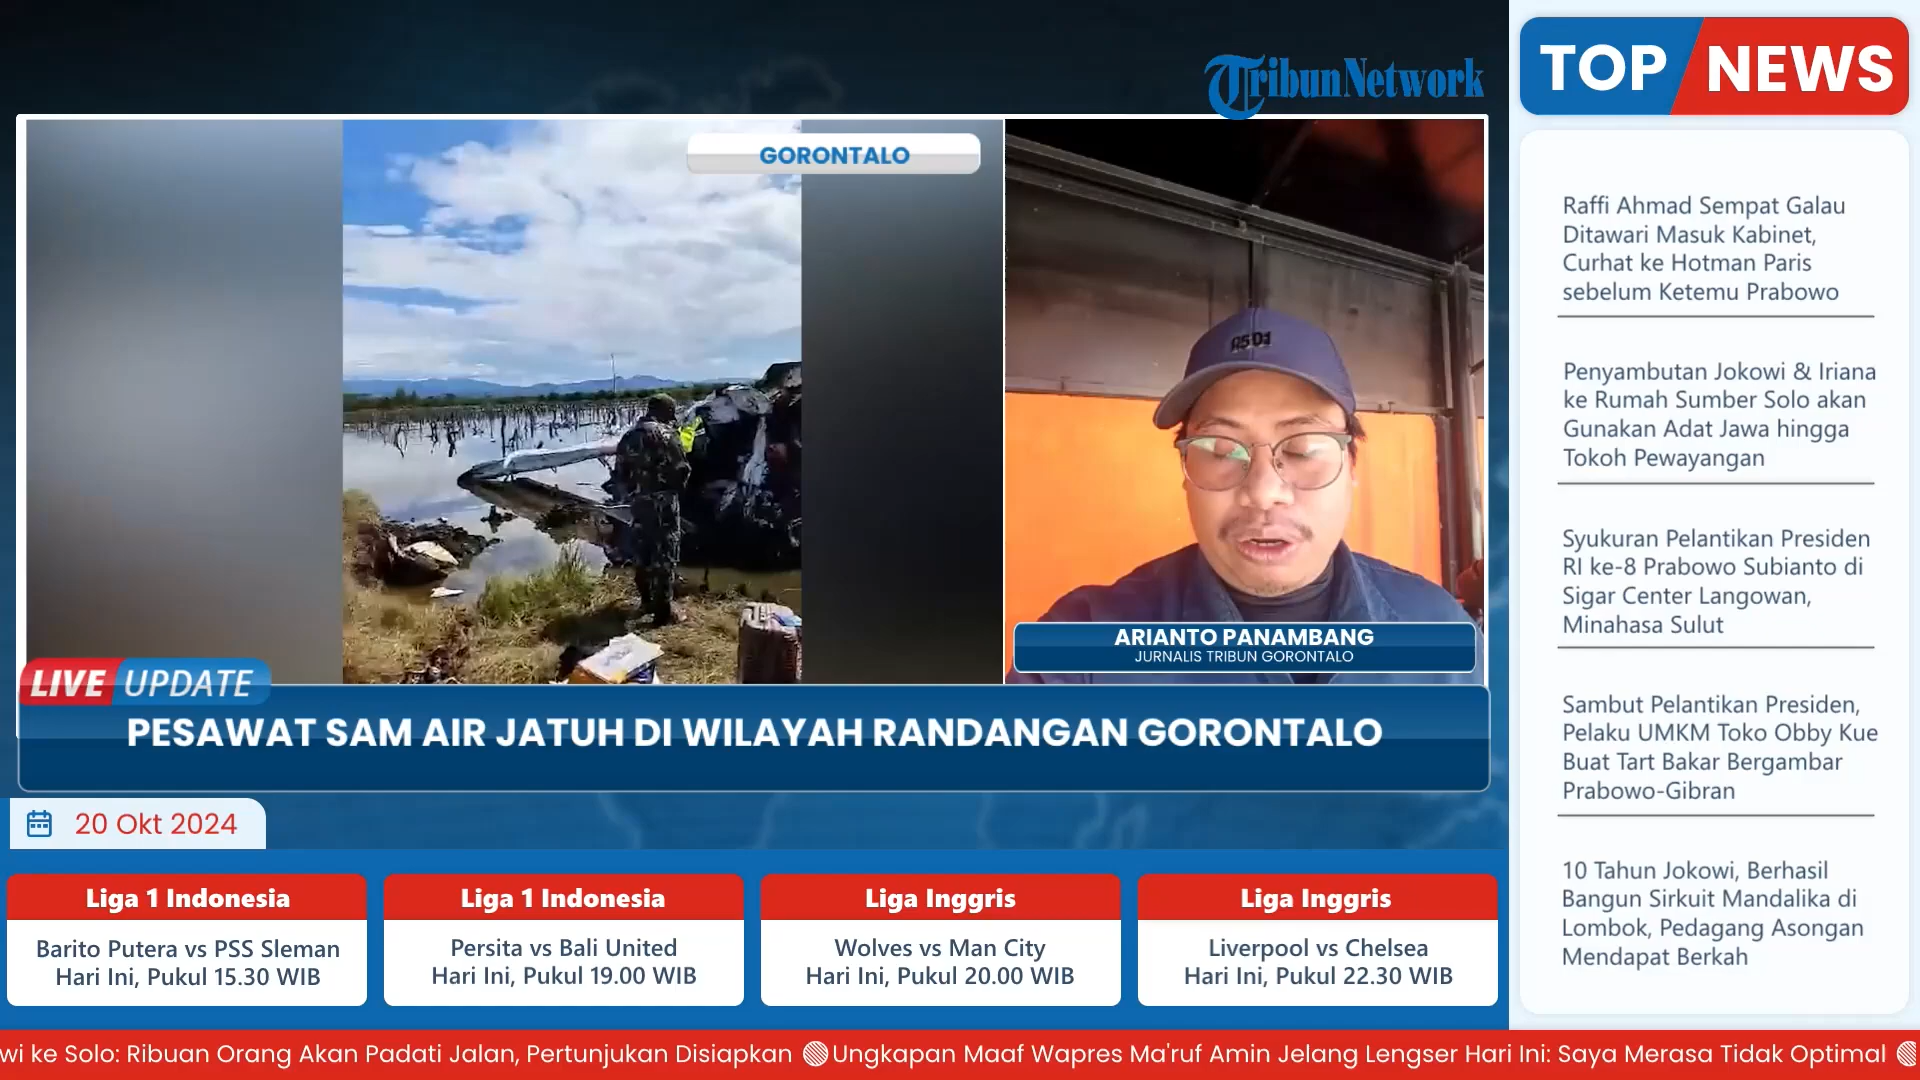 TribunNetwork
GORONTALO
ARIANTO PANAMBANG
JURNALIS TRIBUN GORONTALO
LIVE UPDATE
PESAWAT SAM AIR JATUH DI WILAYAH RANDANGAN GORONTALO
20 Okt 2024
Liga 1 Indonesia
Barito Putera vs PSS Sleman
Hari Ini, Pukul 15.30 WIB
Liga 1 Indonesia
Persita vs Bali United
Hari Ini, Pukul 19.00 WIB
Liga Inggris
Wolves vs Man City
Hari Ini, Pukul 20.00 WIB
Liga Inggris
Liverpool vs Chelsea
Hari Ini, Pukul 22.30 WIB
TOP NEWS
Raffi Ahmad Sempat Galau
Ditawari Masuk Kabinet,
Curhat ke Hotman Paris
sebelum Ketemu Prabowo
Penyambutan Jokowi & Iriana
ke Rumah Sumber Solo akan
Gunakan Adat Jawa hingga
Tokoh Pewayangan
Syukuran Pelantikan Presiden
RI ke-8 Prabowo Subianto di
Sigar Center Langowan,
Minahasa Sulut
Sambut Pelantikan Presiden,
Pelaku UMKM Toko Obby Kue
Buat Tart Bakar Bergambar
Prabowo-Gibran
10 Tahun Jokowi, Berhasil
Bangun Sirkuit Mandalika di
Lombok, Pedagang Asongan
Mendapat Berkah
wi ke Solo: Ribuan Orang Akan Padati Jalan, Pertunjukan Disiapkan Ungkapan Maaf Wapres Ma'ruf Amin Jelang Lengser Hari Ini: Saya Merasa Tidak Optimal